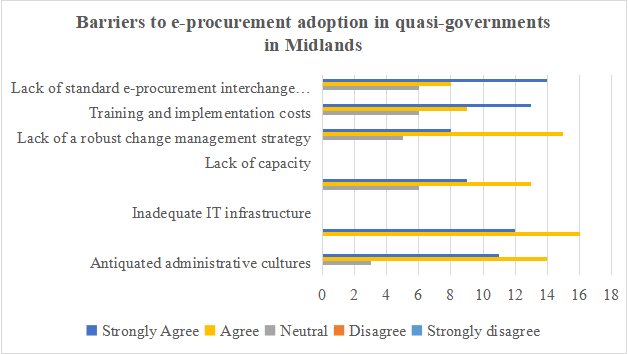 Barriers to e-procurement adoption in quasi-governments
in Midlands
Lack of standard e-procurement interchange…
Training and implementation costs
Lack of a robust change management strategy
Lack of capacity
Inadequate IT infrastructure
Antiquated administrative cultures
0 2 4 6 8 10 12 14 16 18
Strongly Agree Agree Neutral Disagree Strongly disagree